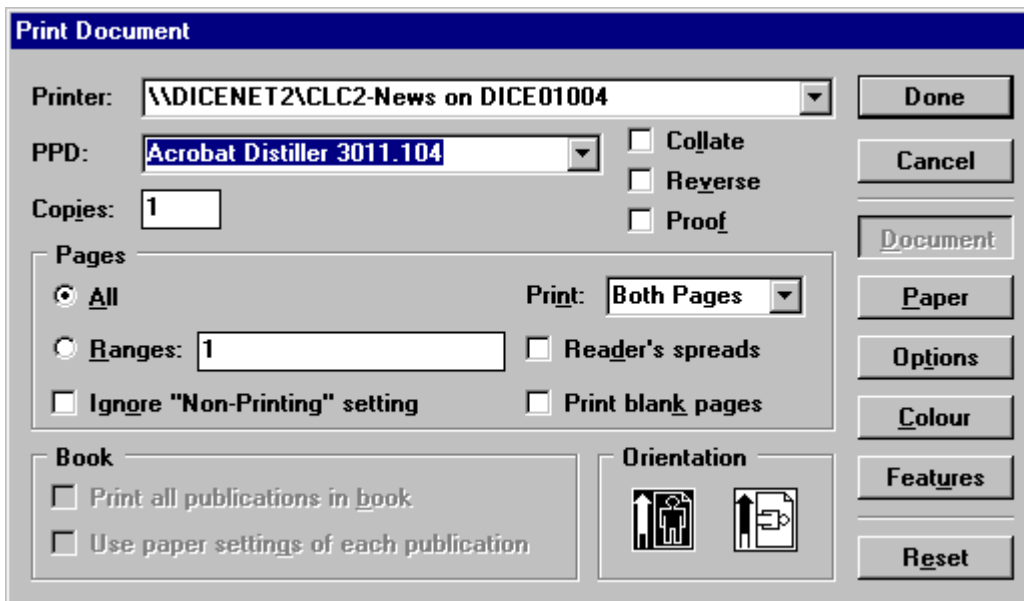 Print Document
Printer: \\DICENET2\CLC2-News on DICE01004
Done
PPD: Acrobat Distiller 3011.104
Collate
Cancel
Reverse
Copies: 1
Proof
Document
Pages
All
Print: Both Pages
Paper
Ranges: 1
Reader's spreads
Options
Ignore "Non-Printing" setting
Print blank pages
Colour
Book
Orientation
Features
Print all publications in book
Use paper settings of each publication
Reset